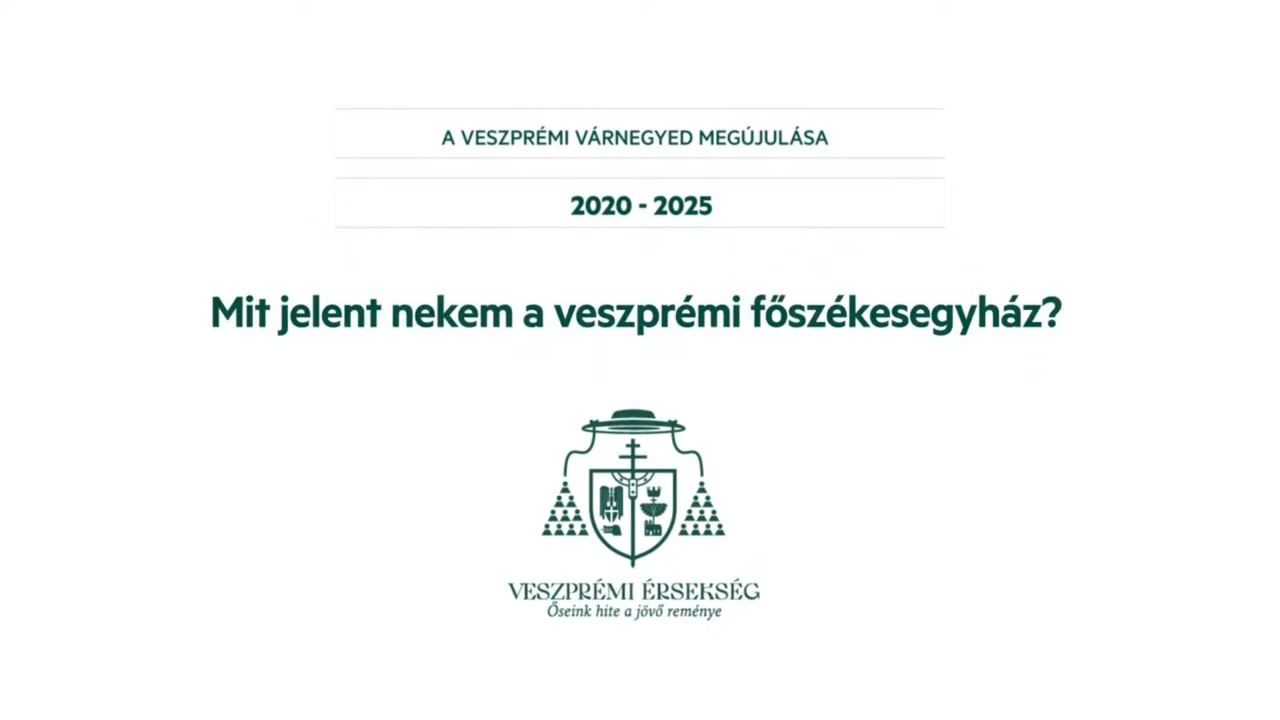 A VESZPRÉMI VÁRNEGYED MEGÚJULÁSA
2020 - 2025
Mit jelent nekem a veszprémi főszékesegyház?
VESZPRÉMI ÉRSEKSÉG
Őseink hite a jövő reménye